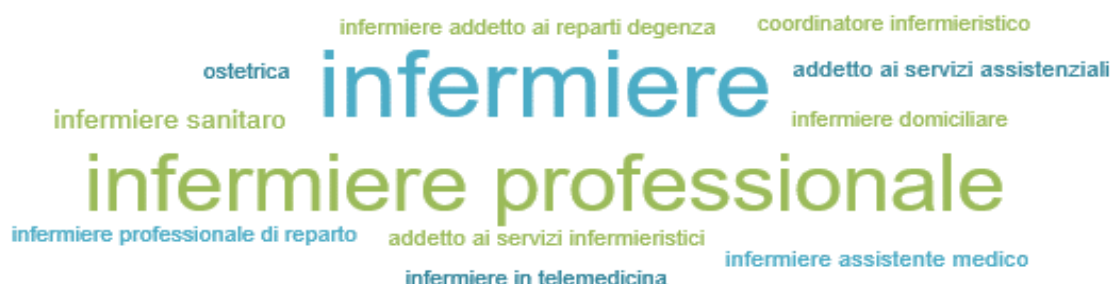 infermiere addetto ai reparti degenza
coordinatore infermieristico
ostetrica
infermiere
addetto ai servizi assistenziali
infermiere sanitaro
infermiere domiciliare
infermiere professionale
infermiere professionale di reparto
addetto ai servizi infermieristici
infermiere assistente medico
infermiere in telemedicina